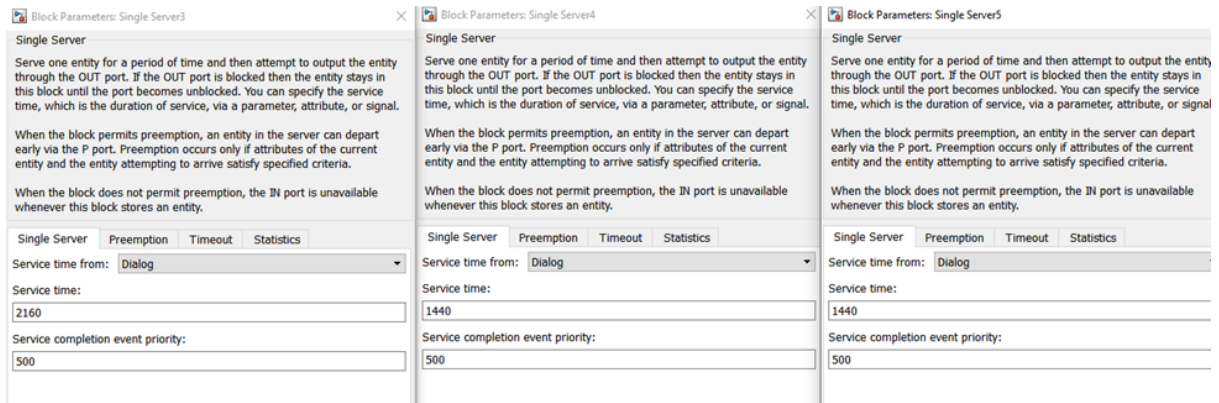 Block Parameters: Single Server3
Single Server
Serve one entity for a period of time and then attempt to output the entity
through the OUT port. If the OUT port is blocked then the entity stays in
this block until the port becomes unblocked. You can specify the service
time, which is the duration of service, via a parameter, attribute, or signal.
When the block permits preemption, an entity in the server can depart
early via the P port. Preemption occurs only if attributes of the current
entity and the entity attempting to arrive satisfy specified criteria.
When the block does not permit preemption, the IN port is unavailable
whenever this block stores an entity.
Single Server Preemption Timeout Statistics
Service time from: Dialog
Service time:
2160
Service completion event priority:
500
Block Parameters: Single Server4
Single Server
Serve one entity for a period of time and then attempt to output the entity
through the OUT port. If the OUT port is blocked then the entity stays in
this block until the port becomes unblocked. You can specify the service
time, which is the duration of service, via a parameter, attribute, or signal.
When the block permits preemption, an entity in the server can depart
early via the P port. Preemption occurs only if attributes of the current
entity and the entity attempting to arrive satisfy specified criteria.
When the block does not permit preemption, the IN port is unavailable
whenever this block stores an entity.
Single Server Preemption Timeout Statistics
Service time from: Dialog
Service time:
1440
Service completion event priority:
500
Block Parameters: Single Server5
Single Server
Serve one entity for a period of time and then attempt to output the entity
through the OUT port. If the OUT port is blocked then the entity stays in
this block until the port becomes unblocked. You can specify the service
time, which is the duration of service, via a parameter, attribute, or signal
When the block permits preemption, an entity in the server can depart
early via the P port. Preemption occurs only if attributes of the current
entity and the entity attempting to arrive satisfy specified criteria.
When the block does not permit preemption, the IN port is unavailable
whenever this block stores an entity.
Single Server Preemption Timeout Statistics
Service time from: Dialog
Service time:
1440
Service completion event priority:
500